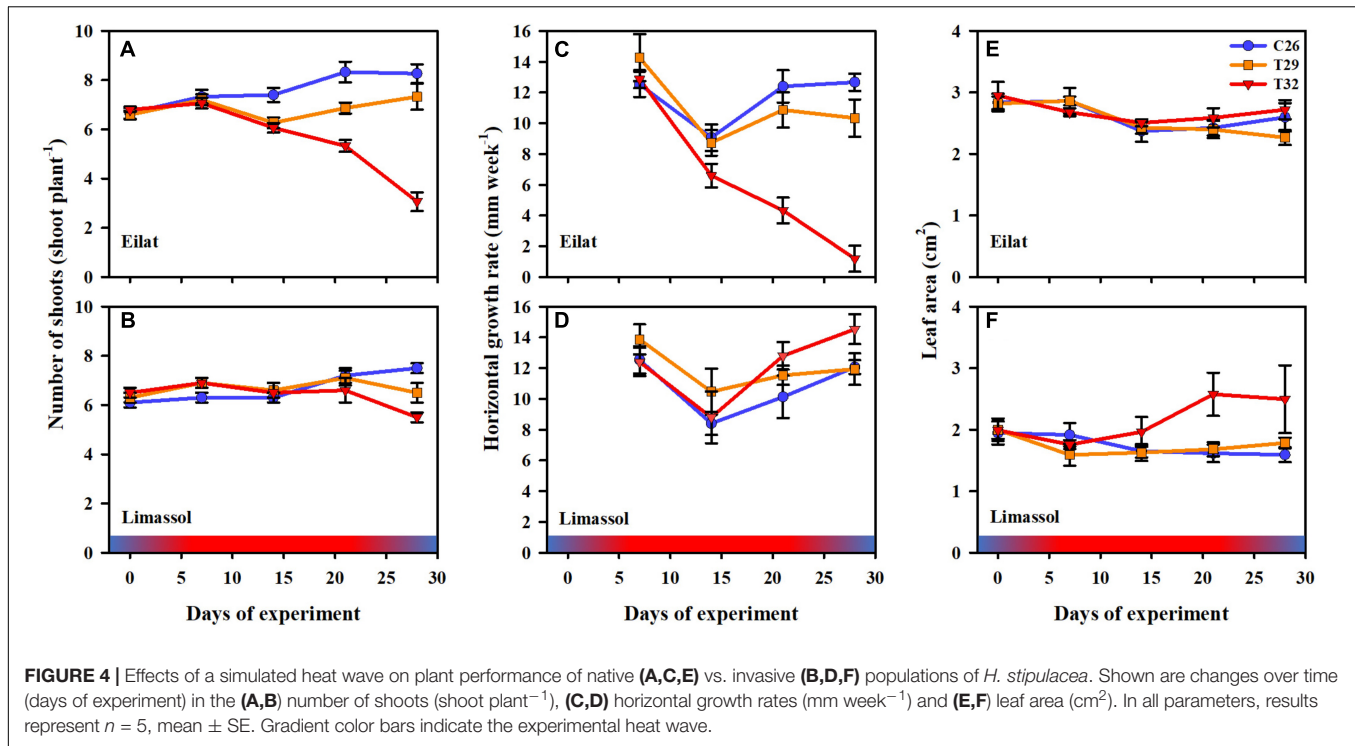 A
Number of shoots (shoot plant⁻¹)
10
8
6
4
2
0
Eilat
C
Horizontal growth rate (mm week⁻¹)
16
14
12
10
8
6
4
2
0
Eilat
E
Leaf area (cm²)
4
3
2
1
0
C26
T29
T32
Eilat
B
10
8
6
4
2
0
Limassol
0 5 10 15 20 25 30
Days of experiment
D
16
14
12
10
8
6
4
2
0
Limassol
0 5 10 15 20 25 30
Days of experiment
F
4
3
2
1
0
Limassol
0 5 10 15 20 25 30
Days of experiment
FIGURE 4 | Effects of a simulated heat wave on plant performance of native (A,C,E) vs. invasive (B,D,F) populations of H. stipulacea. Shown are changes over time
(days of experiment) in the (A,B) number of shoots (shoot plant⁻¹), (C,D) horizontal growth rates (mm week⁻¹) and (E,F) leaf area (cm²). In all parameters, results
represent n = 5, mean ± SE. Gradient color bars indicate the experimental heat wave.